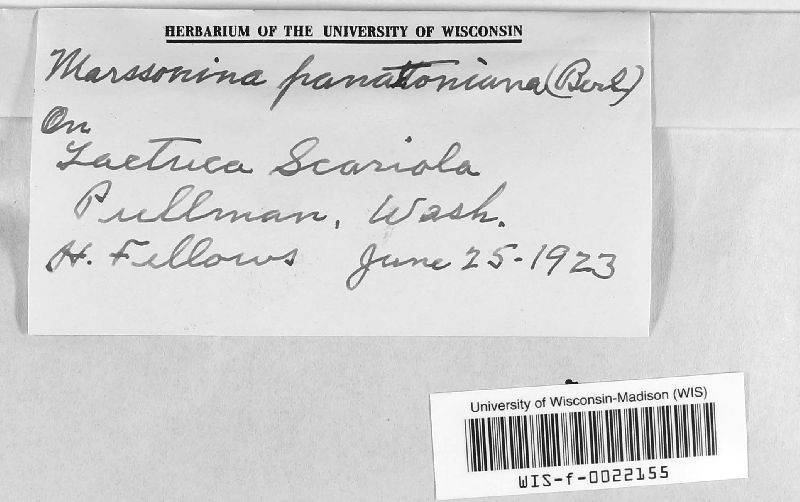 HERBARIUM OF THE UNIVERSITY OF WISCONSIN
Marssonina panattoniana (Berl)
On
Lactuca Scariola
Pullman, Wash.
H. Fellows June 25-1923
University of Wisconsin-Madison (WIS)
WIS-f-0022155